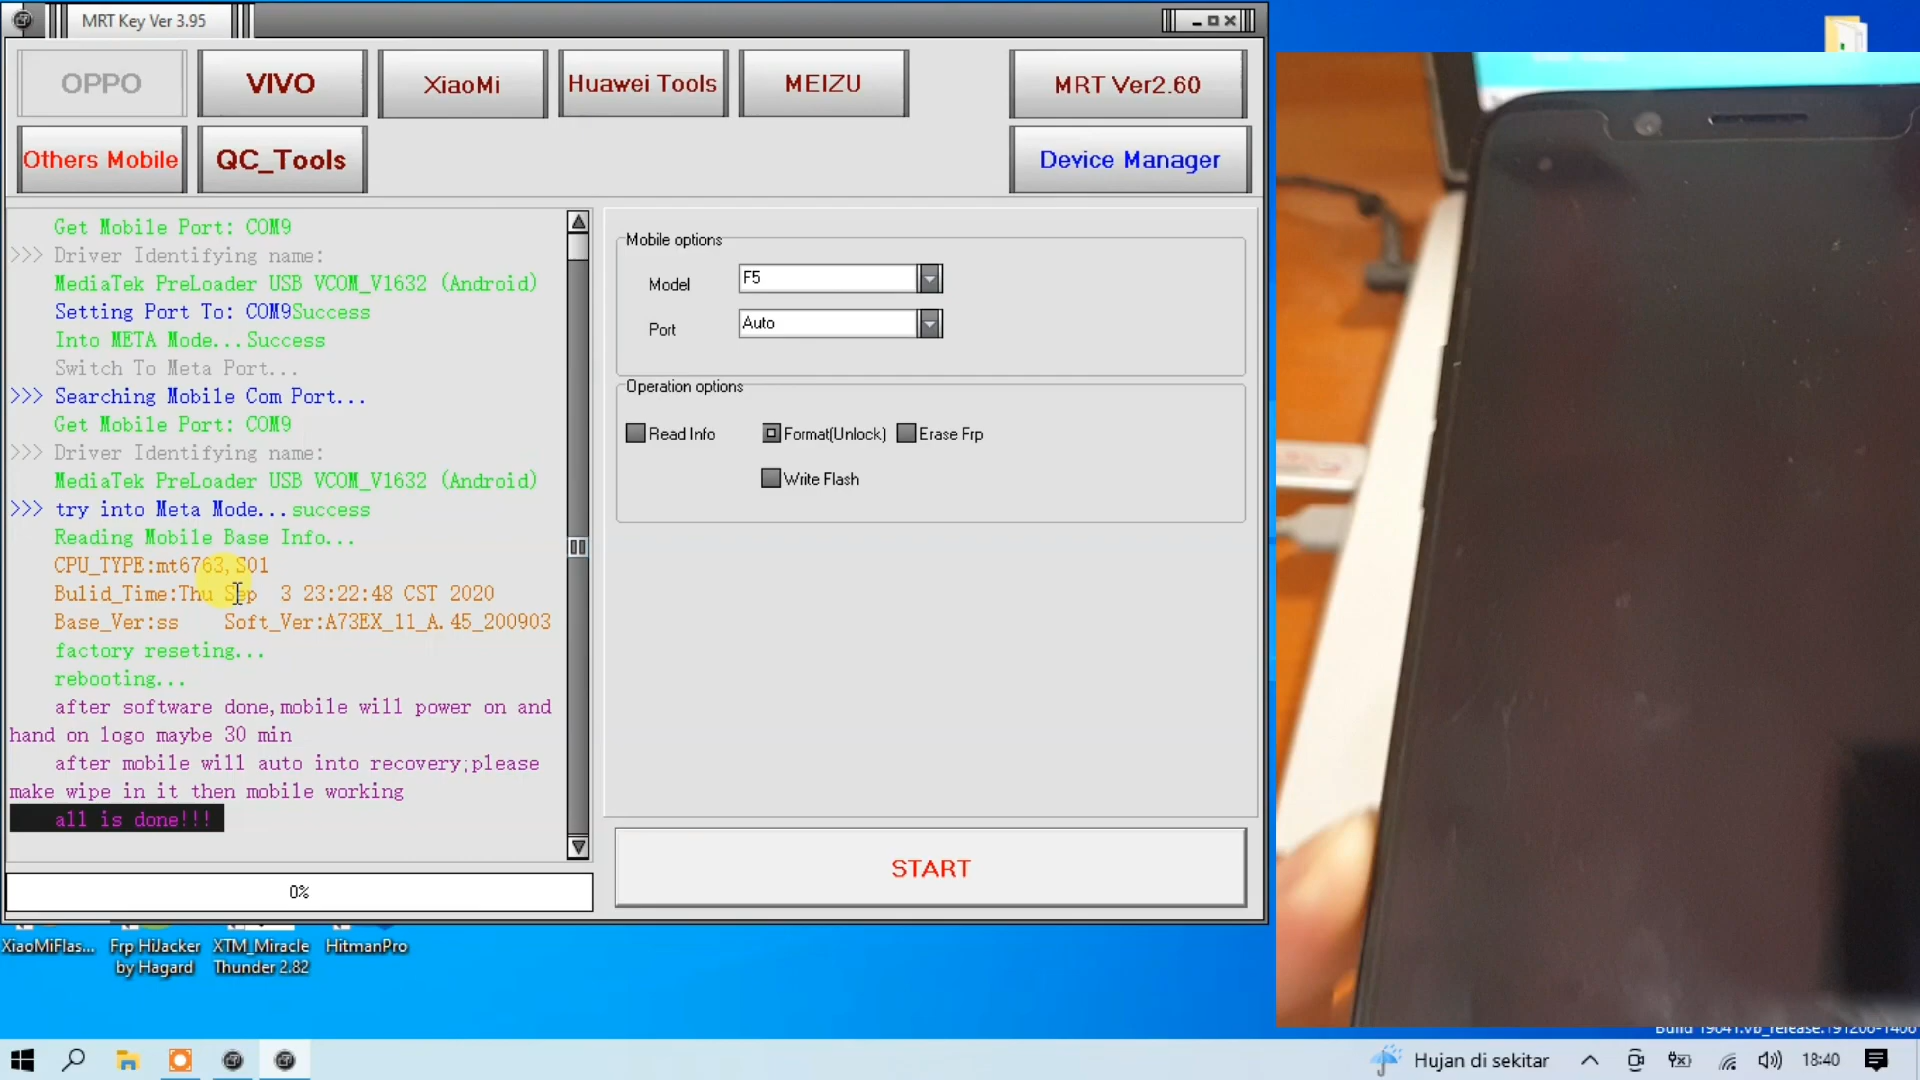 MRT Key Ver 3.95
OPPO
VIVO
XiaoMi
Huawei Tools
MEIZU
MRT Ver2.60
Others Mobile
QC_Tools
Device Manager
Get Mobile Port: COM9
>>> Driver Identifying name:
MediaTek PreLoader USB VCOM_V1632 (Android)
Setting Port To: COM9Success
Into META Mode...Success
Switch To Meta Port...
>>> Searching Mobile Com Port...
Get Mobile Port: COM9
>>> Driver Identifying name:
MediaTek PreLoader USB VCOM_V1632 (Android)
>>> try into Meta Mode...success
Reading Mobile Base Info...
CPU_TYPE:mt6763,S01
Bulid_Time:Thu Sep 3 23:22:48 CST 2020
Base_Ver:ss Soft_Ver:A73EX_11_A.45_200903
factory reseting...
rebooting...
after software done,mobile will power on and
hand on logo maybe 30 min
after mobile will auto into recovery;please
make wipe in it then mobile working
all is done!!!
0%
Mobile options
Model
F5
Port
Auto
Operation options
Read Info
Format(Unlock)
Erase Frp
Write Flash
START
XiaoMiFlas...
Frp HiJacker
by Hagard
XTM_Miracle
Thunder 2.82
HitmanPro
Build 19041.vb_release.191206-1406
Hujan di sekitar
18:40